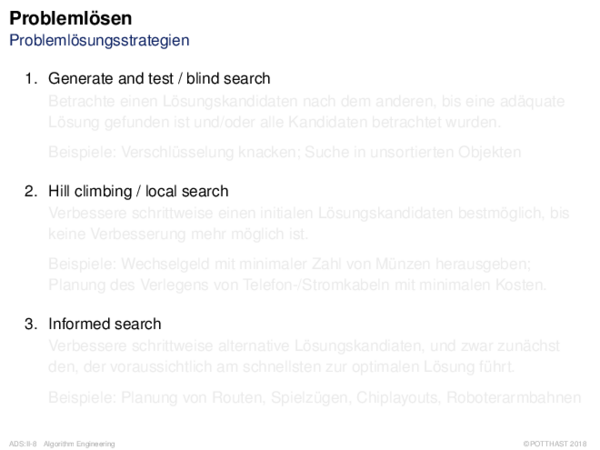 Problemlösen
Problemlösungsstrategien
1. Generate and test / blind search
Betrachte einen Lösungskandidaten nach dem anderen, bis eine adäquate
Lösung gefunden ist und/oder alle Kandidaten betrachtet wurden.
Beispiele: Verschlüsselung knacken; Suche in unsortierten Objekten
2. Hill climbing / local search
Verbessere schrittweise einen initialen Lösungskandidaten bestmöglich, bis
keine Verbesserung mehr möglich ist.
Beispiele: Wechselgeld mit minimaler Zahl von Münzen herausgeben;
Planung des Verlegens von Telefon-/Stromkabeln mit minimalen Kosten.
3. Informed search
Verbessere schrittweise alternative Lösungskandiaten, und zwar zunächst
den, der voraussichtlich am schnellsten zur optimalen Lösung führt.
Beispiele: Planung von Routen, Spielzügen, Chiplayouts, Roboterarmbahnen
ADS:9-8 Algorithm Engineering
©POTTHAST 2018